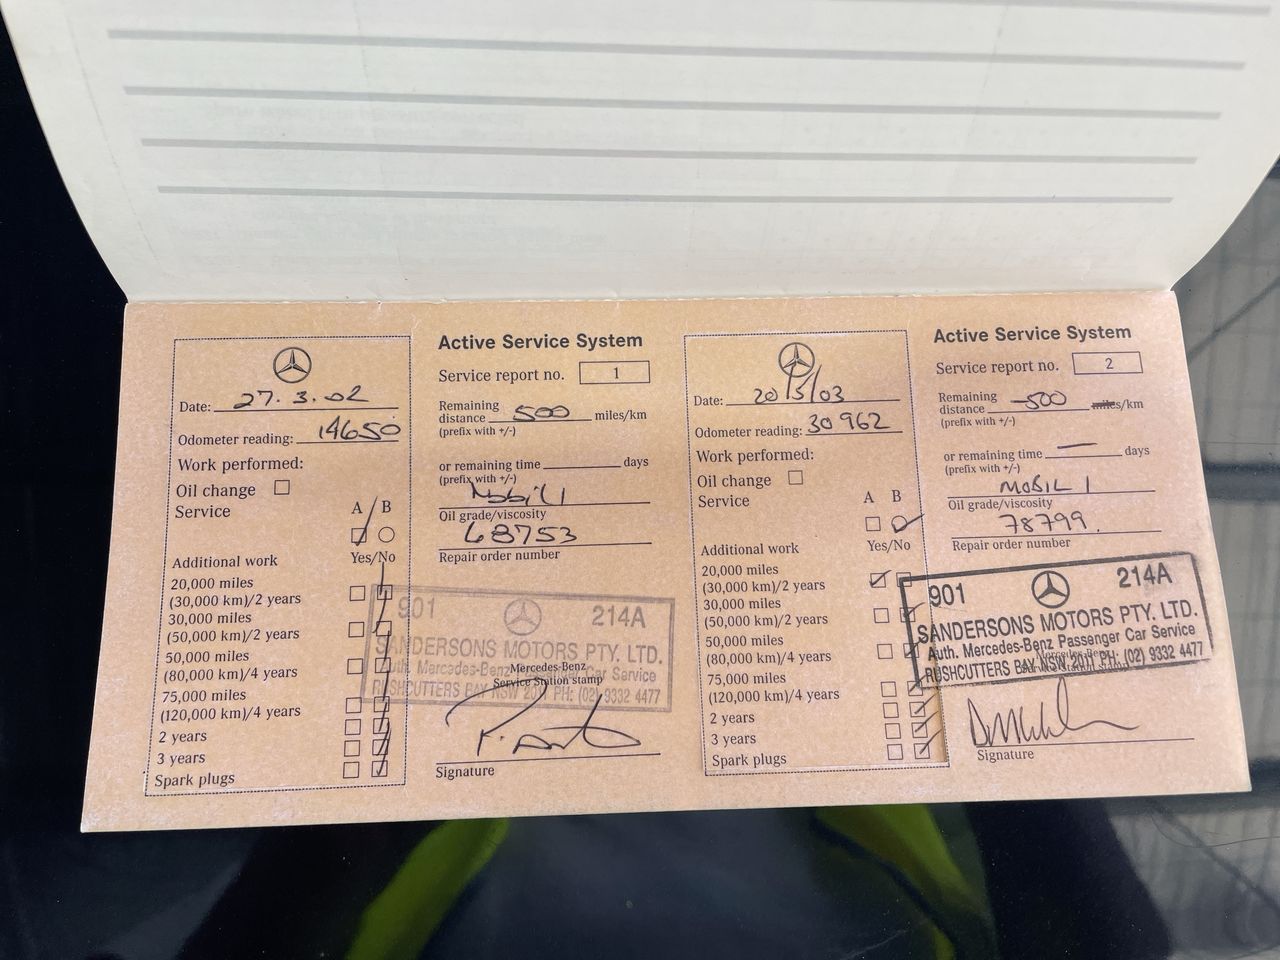 Date: 27.3.02
Odometer reading: 14650
Work performed:
Oil change
Service
A B
Additional work Yes/No
20,000 miles
(30,000 km)/2 years
30,000 miles
(50,000 km)/2 years
50,000 miles
(80,000 km)/4 years
75,000 miles
(120,000 km)/4 years
2 years
3 years
Spark plugs
Active Service System
Service report no. 1
Remaining
distance 500 miles/km
(prefix with +/-)
or remaining time days
(prefix with +/-)
Mobil 1
Oil grade/viscosity
68753
Repair order number
901 214A
SANDERSONS MOTORS PTY. LTD.
Auth. Mercedes-Benz Passenger Car Service
RUSHCUTTERS BAY NSW 2011 PH: (02) 9332 4477
Mercedes-Benz
Service Station stamp
Signature
Date: 20/5/03
Odometer reading: 30962
Work performed:
Oil change
Service
A B
Additional work Yes/No
20,000 miles
(30,000 km)/2 years
30,000 miles
(50,000 km)/2 years
50,000 miles
(80,000 km)/4 years
75,000 miles
(120,000 km)/4 years
2 years
3 years
Spark plugs
Active Service System
Service report no. 2
Remaining
distance -500 miles/km
(prefix with +/-)
or remaining time — days
(prefix with +/-)
MOBIL 1
Oil grade/viscosity
78799.
Repair order number
901 214A
SANDERSONS MOTORS PTY. LTD.
Auth. Mercedes-Benz Passenger Car Service
RUSHCUTTERS BAY NSW 2011 PH: (02) 9332 4477
Signature